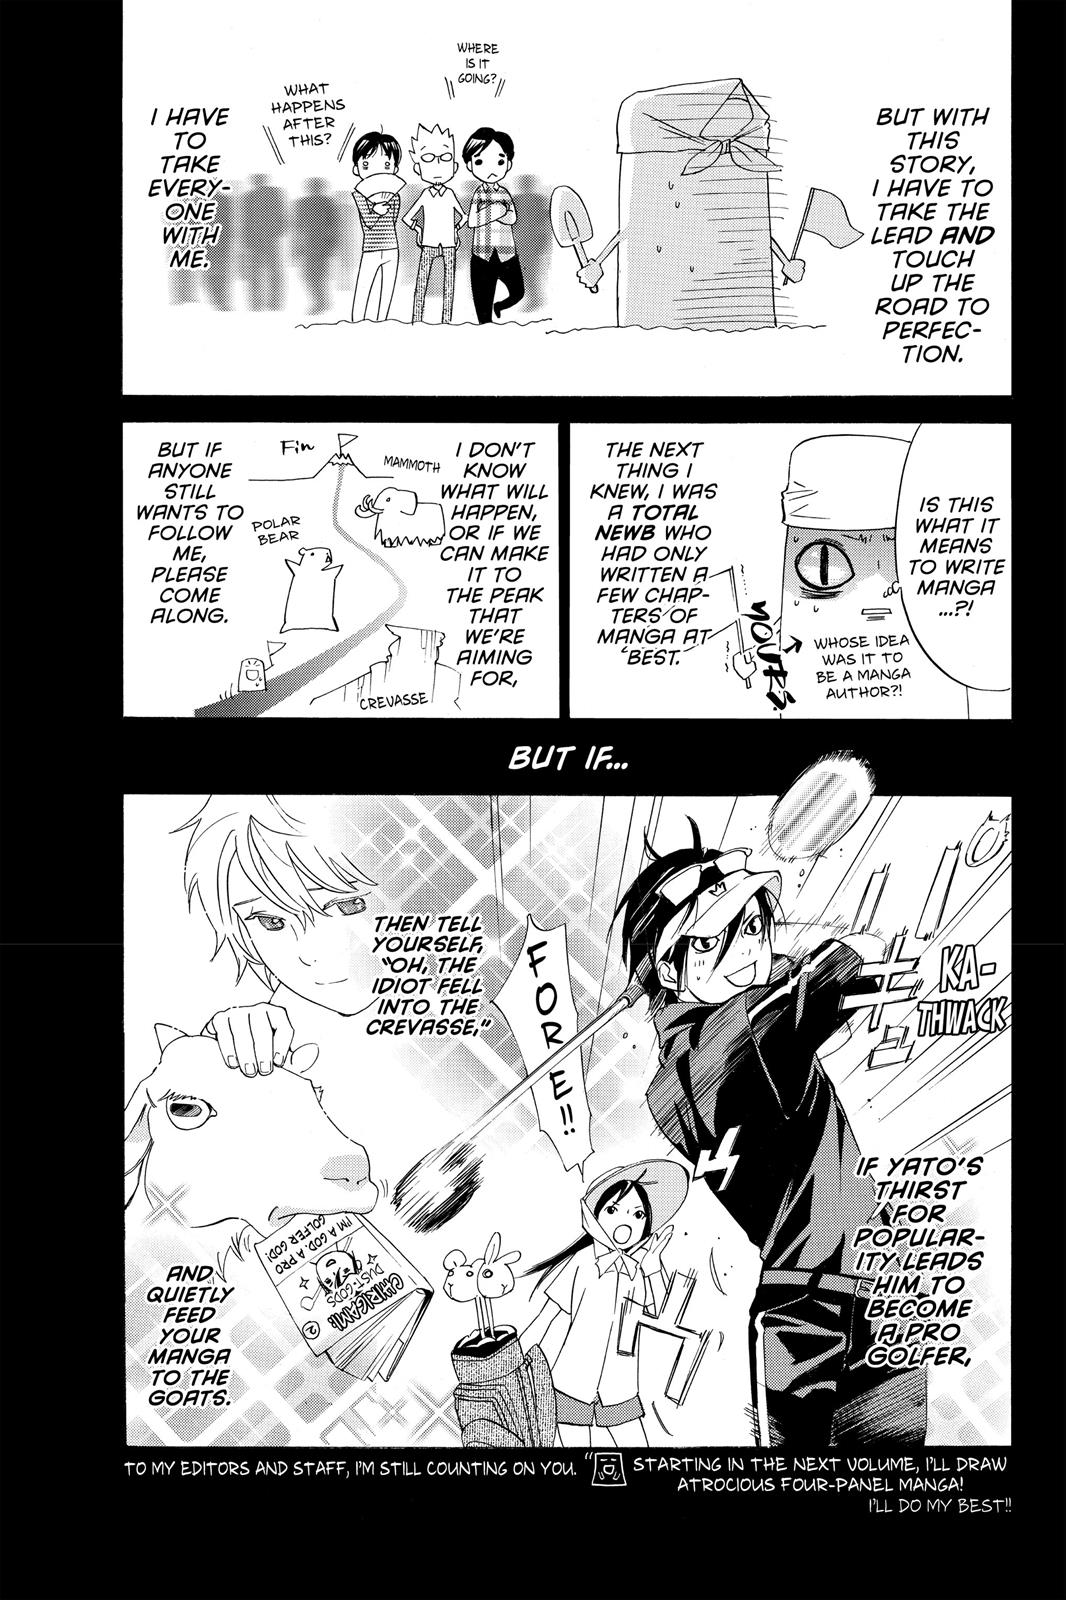 BUT WITH
THIS
STORY,
I HAVE TO
TAKE THE
LEAD AND
TOUCH
UP THE
ROAD TO
PERFEC-
TION.
WHERE
IS IT
GOING?
WHAT
HAPPENS
AFTER
THIS?
I HAVE
TO
TAKE
EVERY-
ONE
WITH
ME.
IS THIS
WHAT IT
MEANS
TO WRITE
MANGA
...?!
WHOSE IDEA
WAS IT TO
BE A MANGA
AUTHOR?!
YOURS.
THE NEXT
THING I
KNEW, I WAS
A TOTAL
NEWB WHO
HAD ONLY
WRITTEN A
FEW CHAP-
TERS OF
MANGA AT
BEST.
I DON'T
KNOW
WHAT WILL
HAPPEN,
OR IF WE
CAN MAKE
IT TO
THE PEAK
THAT
WE'RE
AIMING
FOR,
Fin
MAMMOTH
POLAR
BEAR
CREVASSE
BUT IF
ANYONE
STILL
WANTS TO
FOLLOW
ME,
PLEASE
COME
ALONG.
BUT IF...
KA-
THWACK
IF YATO'S
THIRST
FOR
POPULAR-
ITY LEADS
HIM TO
BECOME
A PRO
GOLFER,
FORE!!
THEN TELL
YOURSELF,
"OH, THE
IDIOT FELL
INTO THE
CREVASSE,"
I'M A GOD. A PRO
GOLFER GOD!
CHIRIGAMI:
DUST-GODS
2
AND
QUIETLY
FEED
YOUR
MANGA
TO THE
GOATS.
TO MY EDITORS AND STAFF, I'M STILL COUNTING ON YOU.
STARTING IN THE NEXT VOLUME, I'LL DRAW
ATROCIOUS FOUR-PANEL MANGA!
I'LL DO MY BEST!!